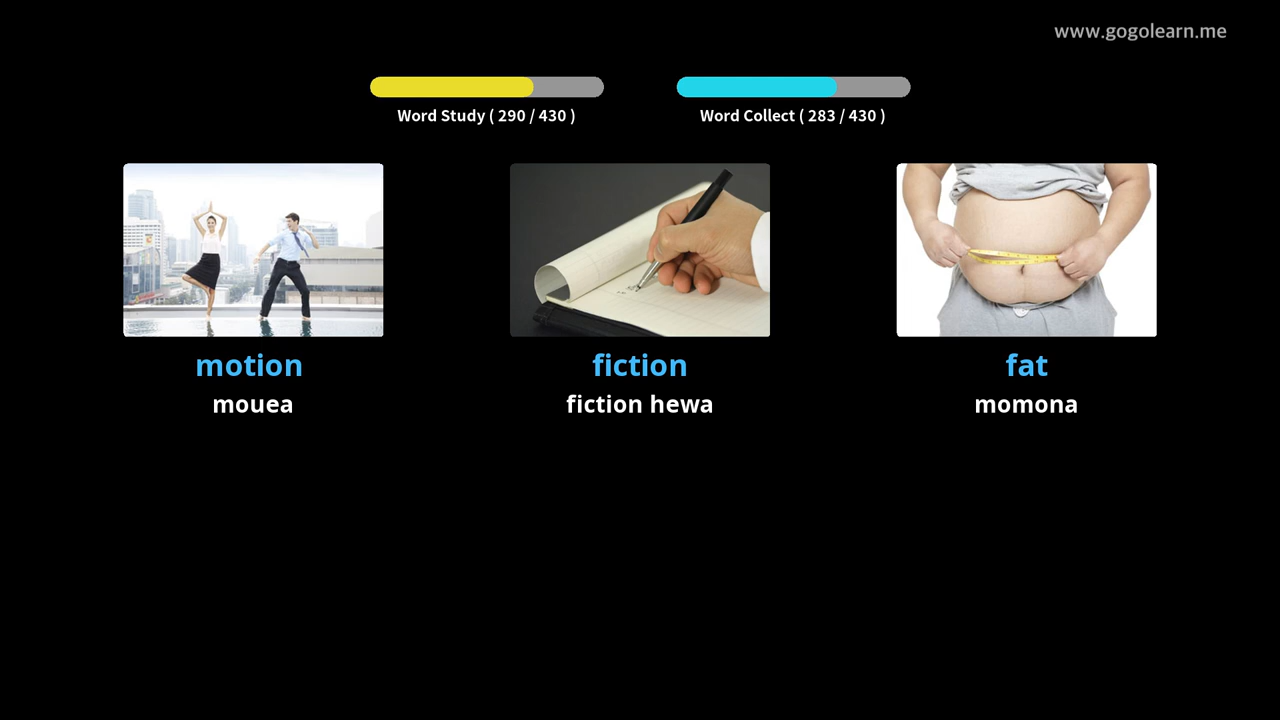 www.gogolearn.me
Word Study ( 290 / 430 )
Word Collect ( 283 / 430 )
motion
fiction
fat
mouea
fiction hewa
momona